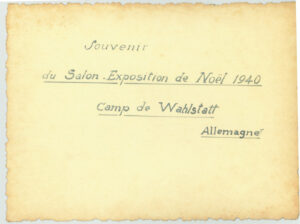 Souvenir
du Salon-Exposition de Noël 1940
Camp de Wahlstatt
Allemagne